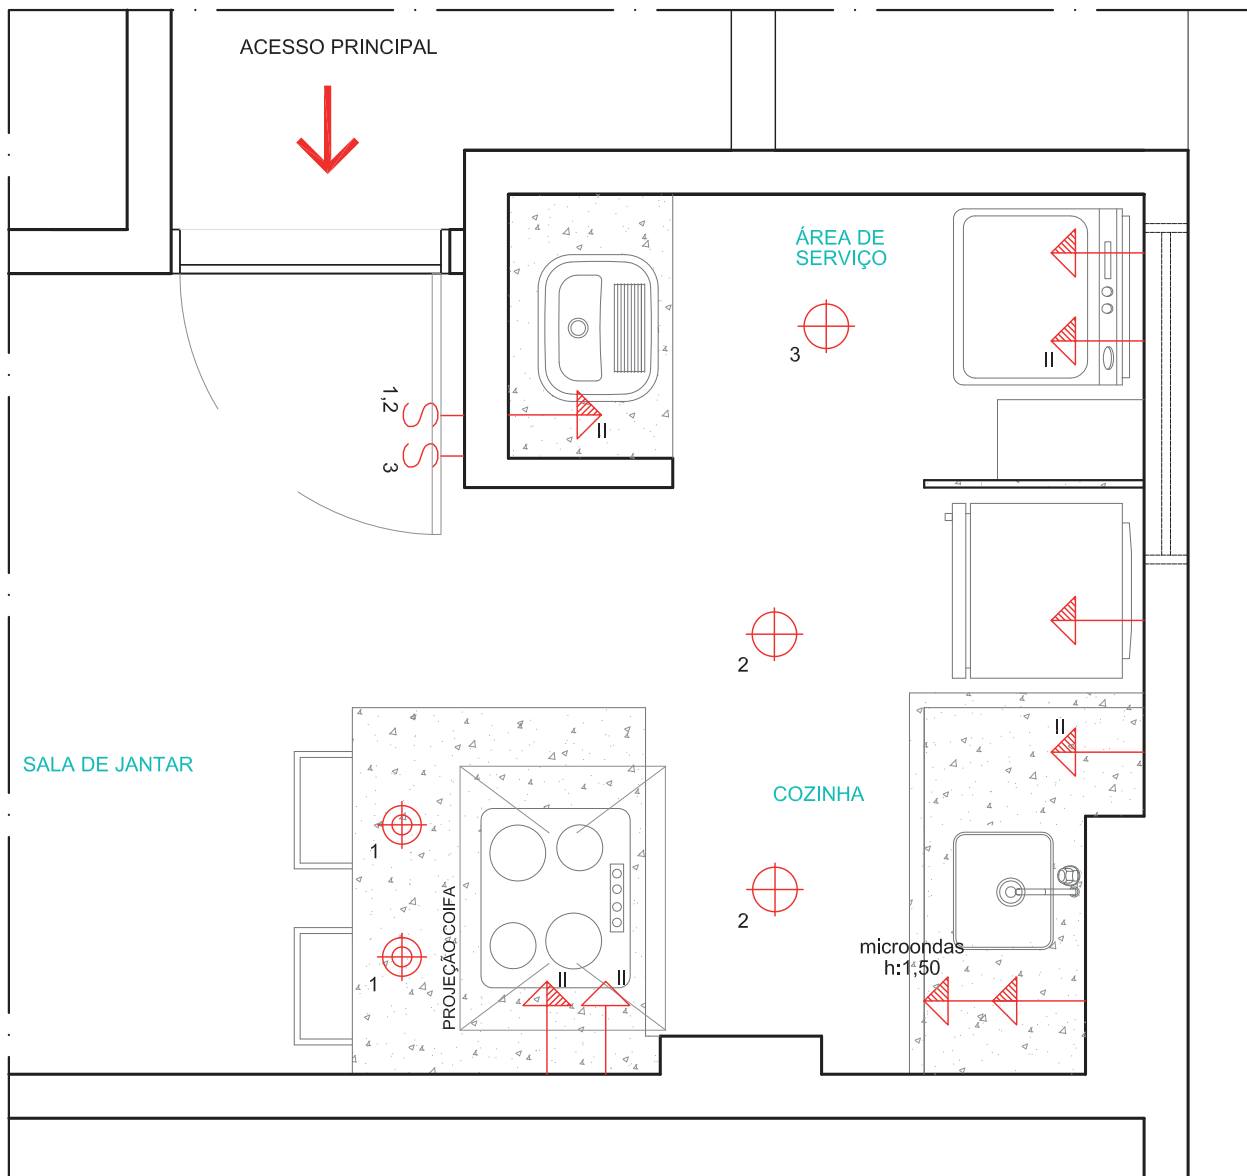 ACESSO PRINCIPAL
ÁREA DE
SERVIÇO
3
II
1,2
3
II
2
II
SALA DE JANTAR
COZINHA
1
PROJEÇÃO COIFA
2
microondas
h:1,50
1
II
II